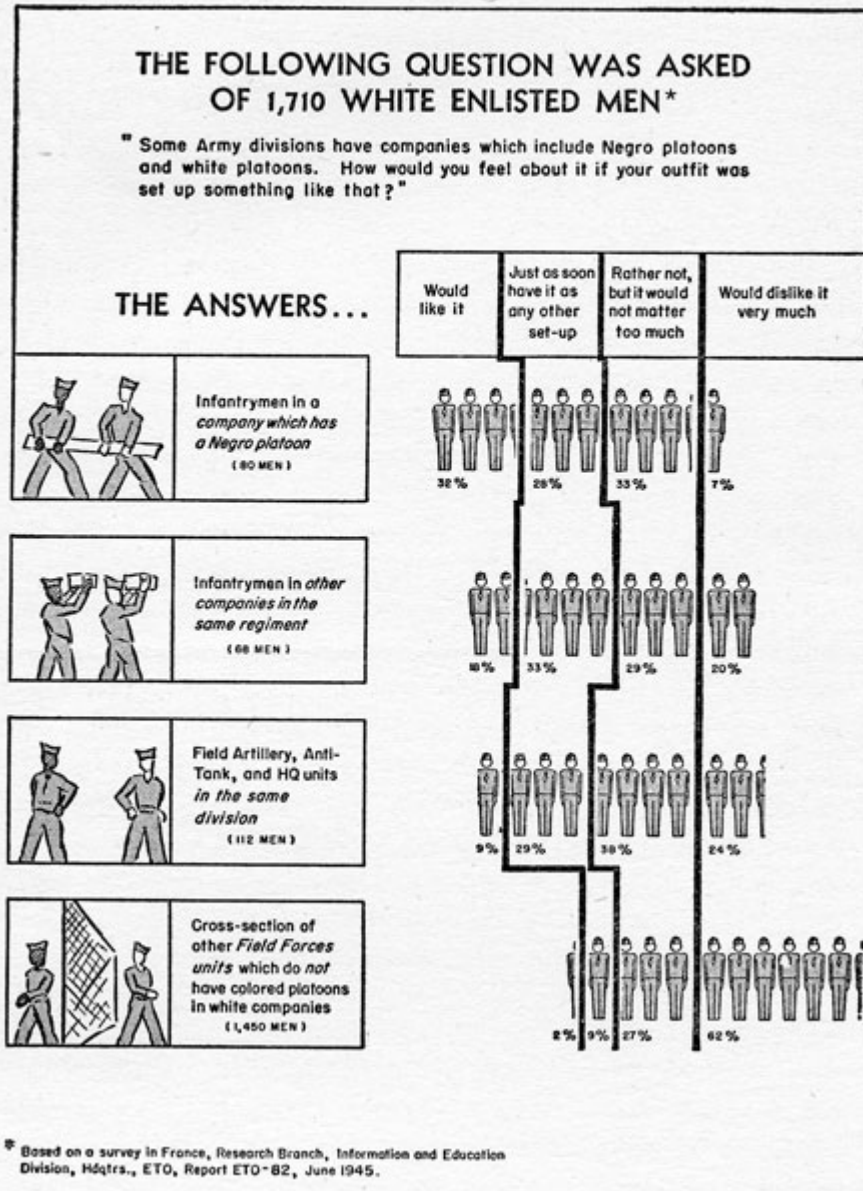 THE FOLLOWING QUESTION WAS ASKED
OF 1,710 WHITE ENLISTED MEN*
"Some Army divisions have companies which include Negro platoons
and white platoons. How would you feel about it if your outfit was
set up something like that?"
THE ANSWERS...
Would
like it
Just as soon
have it as
any other
set-up
Rather not,
but it would
not matter
too much
Would dislike it
very much
Infantrymen in a
company which has
a Negro platoon
(80 MEN)
32% 28% 33% 7%
Infantrymen in other
companies in the
same regiment
(68 MEN)
18% 33% 29% 20%
Field Artillery, Anti-
Tank, and HQ units
in the same
division
(112 MEN)
9% 29% 38% 24%
Cross-section of
other Field Forces
units which do not
have colored platoons
in white companies
(1,450 MEN)
2% 9% 27% 62%
* Based on a survey in France, Research Branch, Information and Education
Division, Hdqtrs., ETO, Report ETO-82, June 1945.